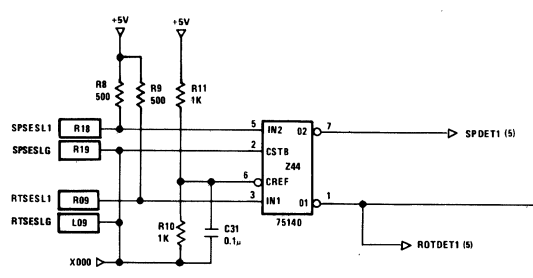 +5V
+5V
R8
500
R9
500
R11
1K
SPSESL1 R18
5 IN2 O2 7
SPDET1 (5)
SPSESLG R19
2 CSTB
Z44
6 CREF
RTSESL1 R09
3 IN1 O1 1
RTSESLG L09
75140
R10
1K
C31
0.1μ
ROTDET1 (5)
X000